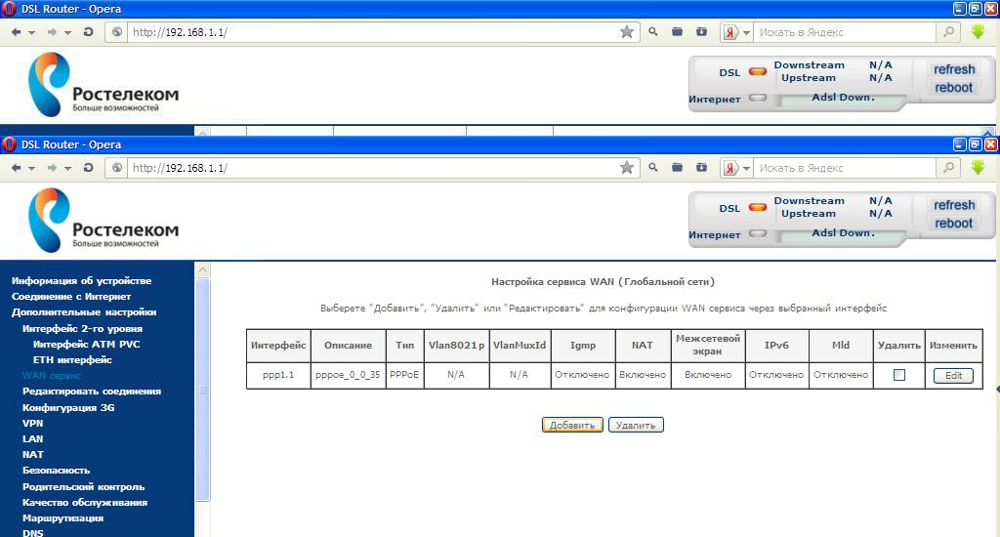 DSL Router - Opera
http://192.168.1.1/
Я
Искать в Яндекс
Ростелеком
Больше возможностей
DSL
Downstream N/A
Upstream N/A
Интернет
Adsl Down.
refresh
reboot
DSL Router - Opera
http://192.168.1.1/
Я
Искать в Яндекс
Ростелеком
Больше возможностей
DSL
Downstream N/A
Upstream N/A
Интернет
Adsl Down.
refresh
reboot
Информация об устройстве
Соединение с Интернет
Дополнительные настройки
Интерфейс 2-го уровня
Интерфейс ATM PVC
ETH интерфейс
WAN сервис
Редактировать соединения
Конфигурация 3G
VPN
LAN
NAT
Безопасность
Родительский контроль
Качество обслуживания
Маршрутизация
DNS
Настройка сервиса WAN (Глобальной сети)
Выберете "Добавить", "Удалить" или "Редактировать" для конфигурации WAN сервиса через выбранный интерфейс
Интерфейс Описание Тип Vlan8021p VlanMuxId Igmp NAT Межсетевой экран IPv6 Mld Удалить Изменить
ppp1.1 pppoe_0_0_35 PPPoE N/A N/A Отключено Включено Включено Отключено Отключено Edit
Добавить Удалить